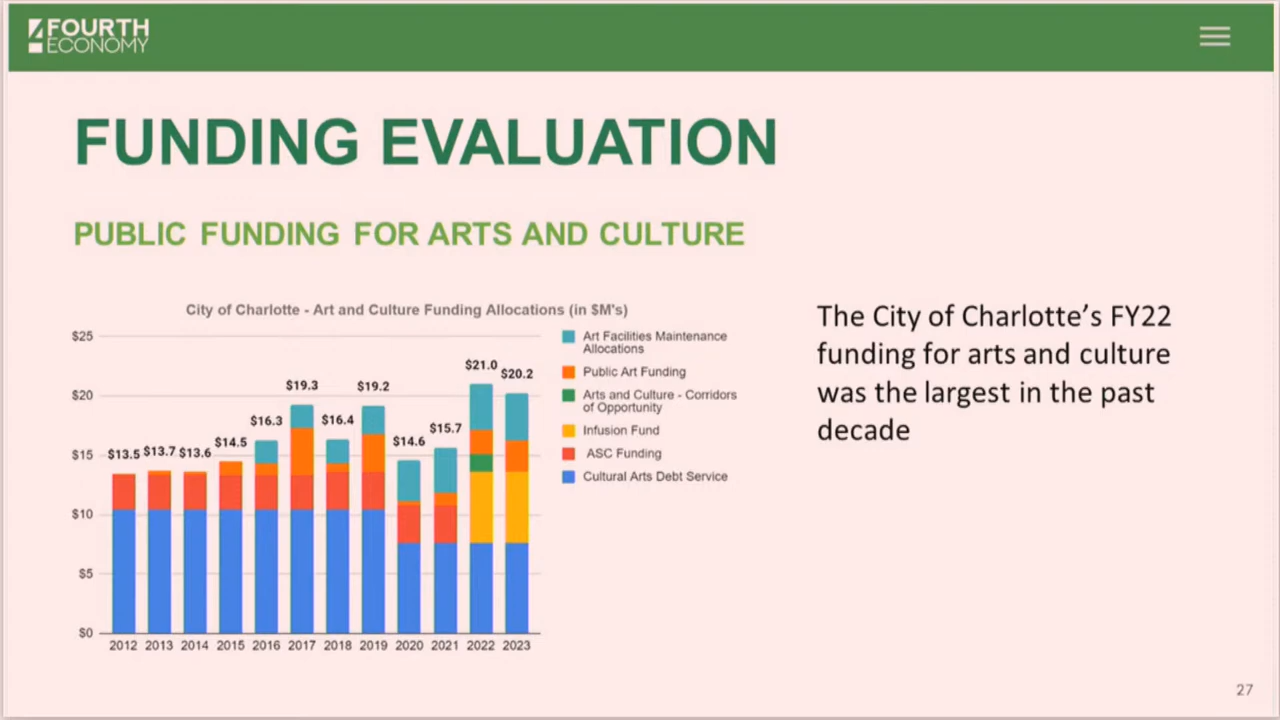 FOURTH
ECONOMY
FUNDING EVALUATION
PUBLIC FUNDING FOR ARTS AND CULTURE
City of Charlotte - Art and Culture Funding Allocations (in $M's)
$25
$20
$15
$10
$5
$0
$13.5
$13.7
$13.6
$14.5
$16.3
$19.3
$16.4
$19.2
$14.6
$15.7
$21.0
$20.2
2012 2013 2014 2015 2016 2017 2018 2019 2020 2021 2022 2023
Art Facilities Maintenance
Allocations
Public Art Funding
Arts and Culture - Corridors
of Opportunity
Infusion Fund
ASC Funding
Cultural Arts Debt Service
The City of Charlotte’s FY22
funding for arts and culture
was the largest in the past
decade
27